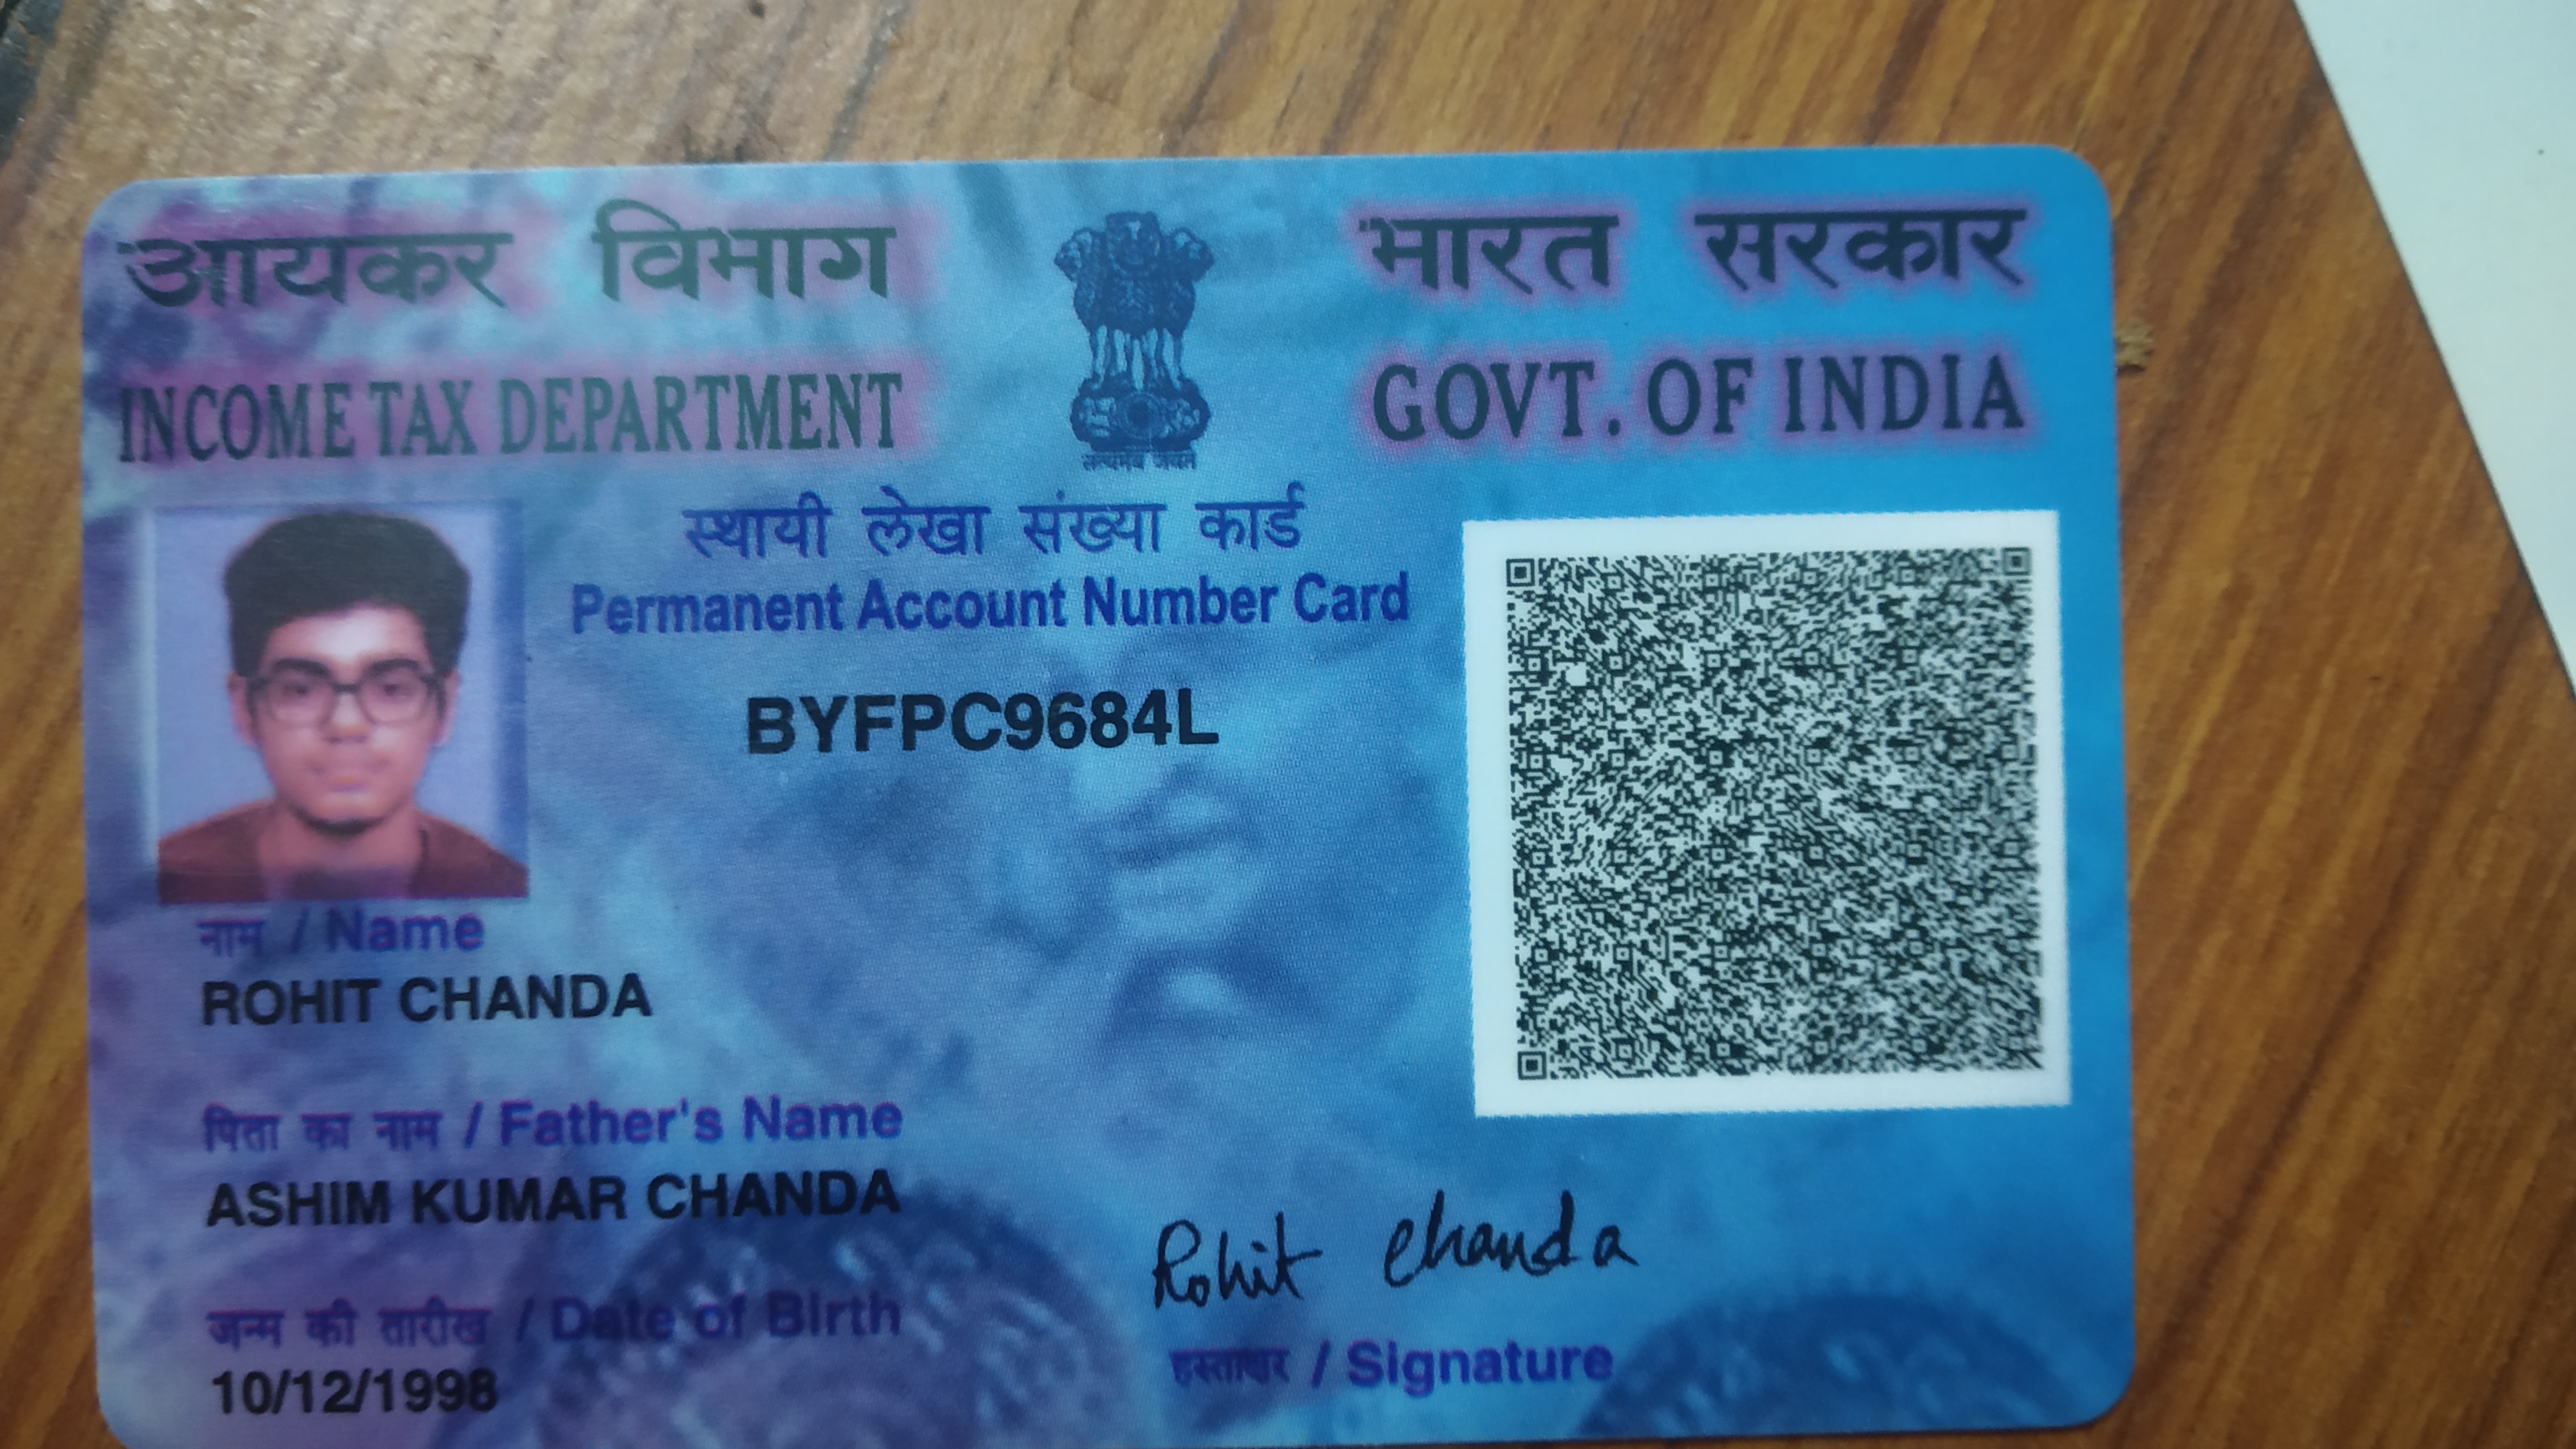 आयकर विभाग
INCOME TAX DEPARTMENT
भारत सरकार
GOVT. OF INDIA
सत्यमेव जयते
स्थायी लेखा संख्या कार्ड
Permanent Account Number Card
BYFPC9684L
नाम / Name
ROHIT CHANDA
पिता का नाम / Father's Name
ASHIM KUMAR CHANDA
जन्म की तारीख / Date of Birth
10/12/1998
Rohit Chanda
हस्ताक्षर / Signature